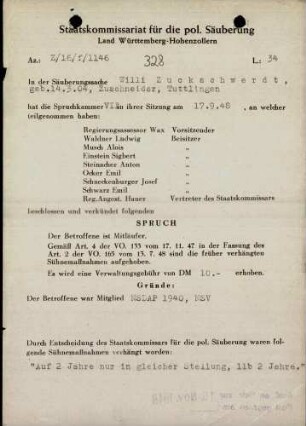 Staatskommissariat für die pol. Säuberung
Land Württemberg-Hohenzollern
Az.: Z/16/f/1146 323 L.: 34
In der Säuberungssache Willi Zuckschwerdt,
geb.14.3.04, Zuschneider, Tuttlingen
hat die Spruchkammer VI in ihrer Sitzung am 17.9.48, an welcher
teilgenommen haben:
Regierungsassessor Wax Vorsitzender
Waldner Ludwig Beisitzer
Musch Alois "
Einstein Sigbert "
Steinacher Anton "
Osker Emil "
Schneckenburger Josef "
Schwarz Emil "
Reg.Angest. Hauer Vertreter des Staatskommissars
beschlossen und verkündet folgenden
SPRUCH
Der Betroffene ist Mitläufer.
Gemäß Art. 4 der VO. 133 vom 17. 11. 47 in der Fassung des
Art. 2 der VO. 165 vom 13. 7. 48 sind die früher verhängten
Sühnemaßnahmen aufgehoben.
Es wird eine Verwaltungsgebühr von DM 10.- erhoben.
Gründe:
Der Betroffene war Mitglied NSDAP 1940, NSV
Durch Entscheidung des Staatskommissars für die pol. Säuberung waren fol-
gende Sühnemaßnahmen verhängt worden:
"Auf 2 Jahre nur in gleicher Stellung, 11b 2 Jahre."